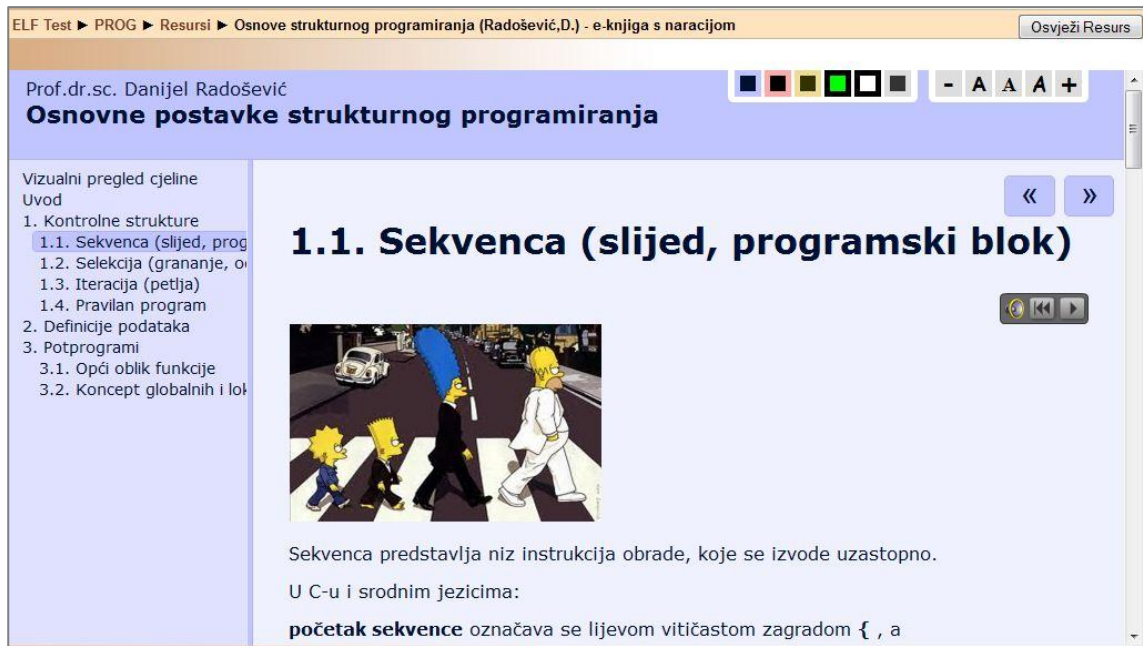 ELF Test ► PROG ► Resursi ► Osnove strukturnog programiranja (Radošević,D.) - e-knjiga s naracijom
Osvježi Resurs
Prof.dr.sc. Danijel Radošević
Osnovne postavke strukturnog programiranja
- A A A +
Vizualni pregled cjeline
Uvod
1. Kontrolne strukture
1.1. Sekvenca (slijed, prog
1.2. Selekcija (grananje, o
1.3. Iteracija (petlja)
1.4. Pravilan program
2. Definicije podataka
3. Potprogrami
3.1. Opći oblik funkcije
3.2. Koncept globalnih i lok
« »
1.1. Sekvenca (slijed, programski blok)
Sekvenca predstavlja niz instrukcija obrade, koje se izvode uzastopno.
U C-u i srodnim jezicima:
početak sekvence označava se lijevom vitičastom zagradom { , a